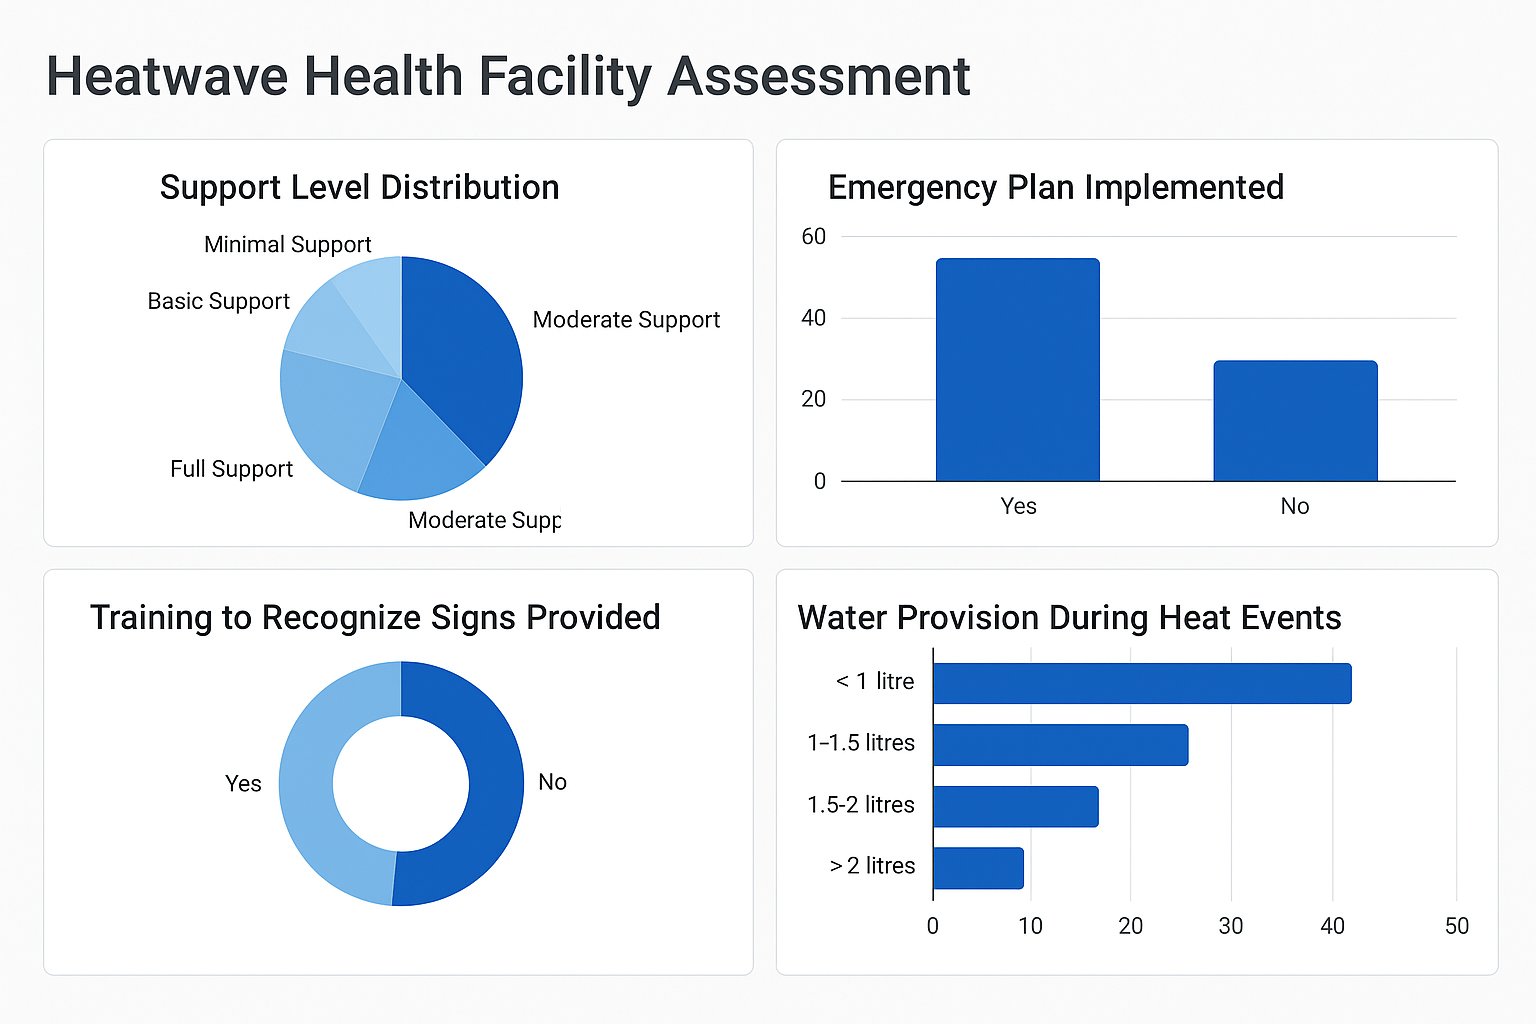 Heatwave Health Facility Assessment
Support Level Distribution
Minimal Support
Basic Support
Moderate Support
Full Support
Moderate Supp
Emergency Plan Implemented
60
40
20
0
Yes
No
Training to Recognize Signs Provided
Yes
No
Water Provision During Heat Events
< 1 litre
1–1.5 litres
1.5-2 litres
> 2 litres
0 10 20 30 40 50